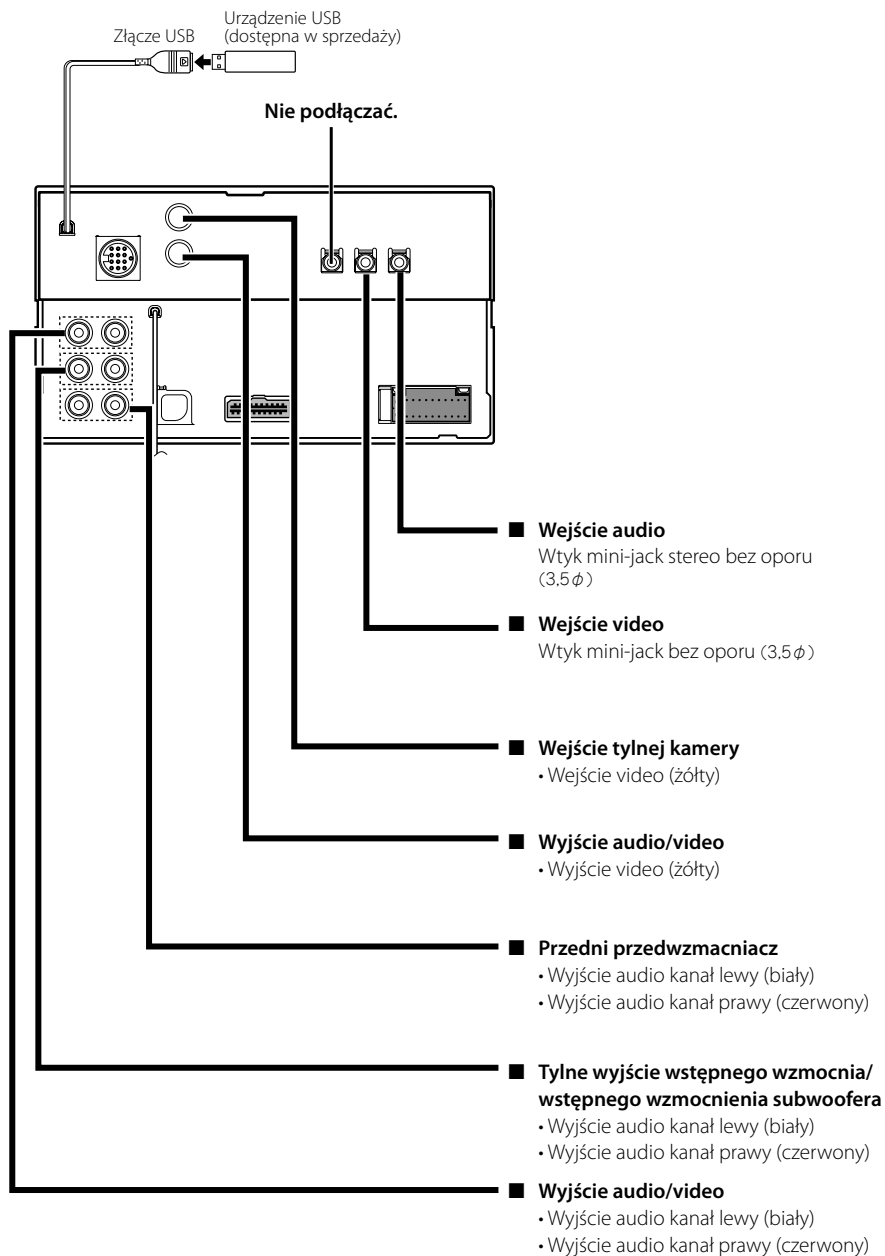 Urządzenie USB
(dostępna w sprzedaży)
Złącze USB
Nie podłączać.
■ Wejście audio
Wtyk mini-jack stereo bez oporu
(3,5φ)
■ Wejście video
Wtyk mini-jack bez oporu (3,5φ)
■ Wejście tylnej kamery
• Wejście video (żółty)
■ Wyjście audio/video
• Wyjście video (żółty)
■ Przedni przedwzmacniacz
• Wyjście audio kanał lewy (biały)
• Wyjście audio kanał prawy (czerwony)
■ Tylne wyjście wstępnego wzmocnia/
wstępnego wzmocnienia subwoofera
• Wyjście audio kanał lewy (biały)
• Wyjście audio kanał prawy (czerwony)
■ Wyjście audio/video
• Wyjście audio kanał lewy (biały)
• Wyjście audio kanał prawy (czerwony)